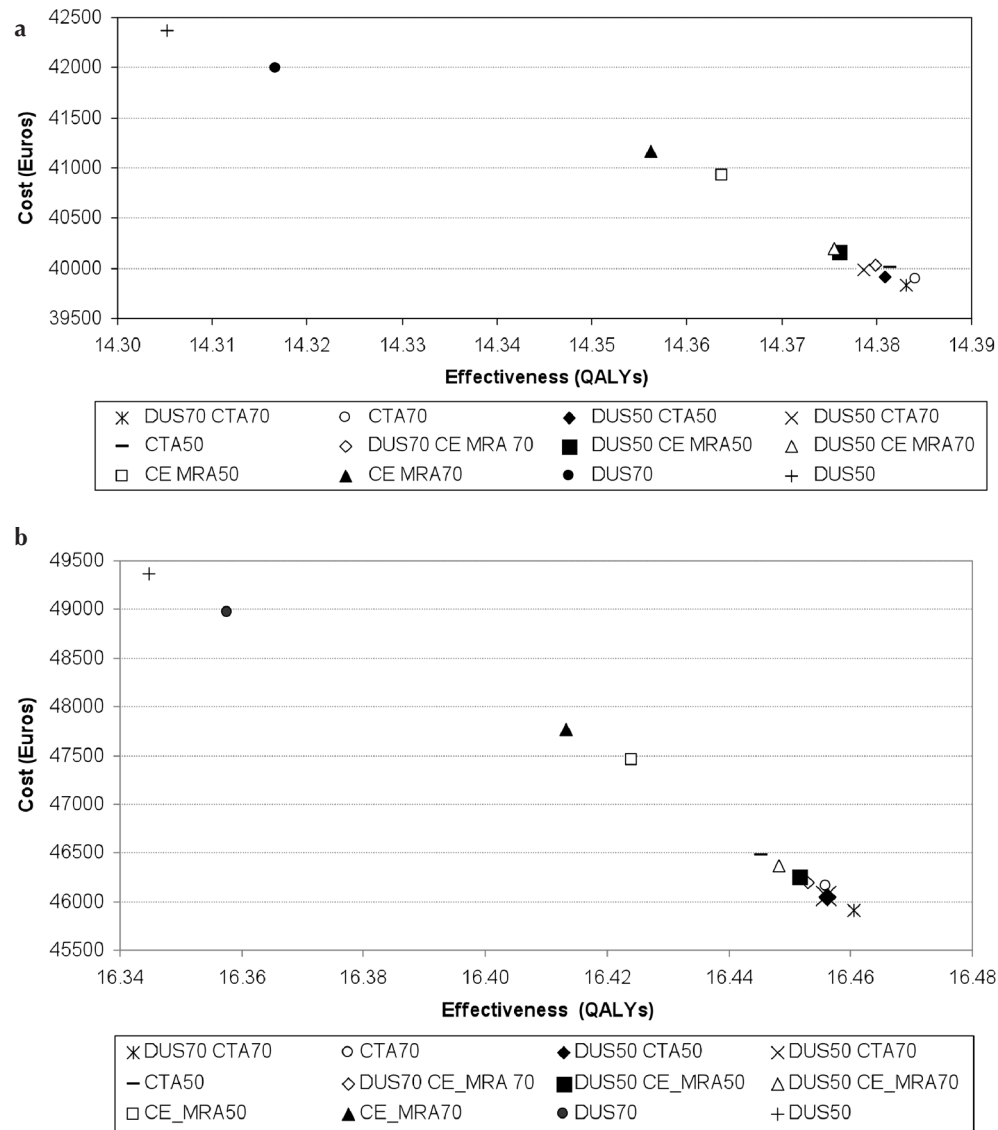 a
Cost (Euros)
42500
42000
41500
41000
40500
40000
39500
14.30 14.31 14.32 14.33 14.34 14.35 14.36 14.37 14.38 14.39
Effectiveness (QALYs)
DUS70 CTA70 CTA70 DUS50 CTA50 DUS50 CTA70
CTA50 DUS70 CE MRA 70 DUS50 CE MRA50 DUS50 CE MRA70
CE MRA50 CE MRA70 DUS70 DUS50
b
Cost (Euros)
49500
49000
48500
48000
47500
47000
46500
46000
45500
16.34 16.36 16.38 16.40 16.42 16.44 16.46 16.48
Effectiveness (QALYs)
DUS70 CTA70 CTA70 DUS50 CTA50 DUS50 CTA70
CTA50 DUS70 CE_MRA 70 DUS50 CE_MRA50 DUS50 CE_MRA70
CE_MRA50 CE_MRA70 DUS70 DUS50